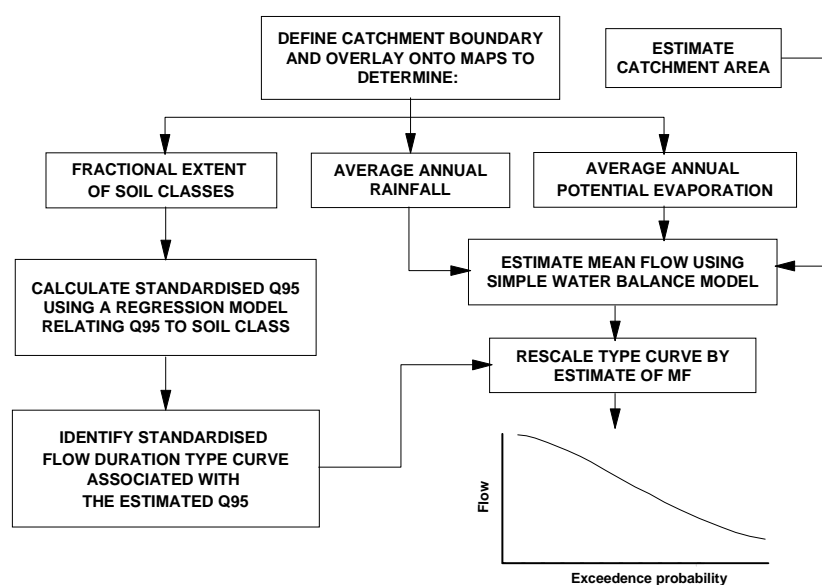 DEFINE CATCHMENT BOUNDARY
AND OVERLAY ONTO MAPS TO
DETERMINE:
ESTIMATE
CATCHMENT AREA
FRACTIONAL EXTENT
OF SOIL CLASSES
AVERAGE ANNUAL
RAINFALL
AVERAGE ANNUAL
POTENTIAL EVAPORATION
CALCULATE STANDARDISED Q95
USING A REGRESSION MODEL
RELATING Q95 TO SOIL CLASS
ESTIMATE MEAN FLOW USING
SIMPLE WATER BALANCE MODEL
RESCALE TYPE CURVE BY
ESTIMATE OF MF
IDENTIFY STANDARDISED
FLOW DURATION TYPE CURVE
ASSOCIATED WITH
THE ESTIMATED Q95
Flow
Exceedence probability